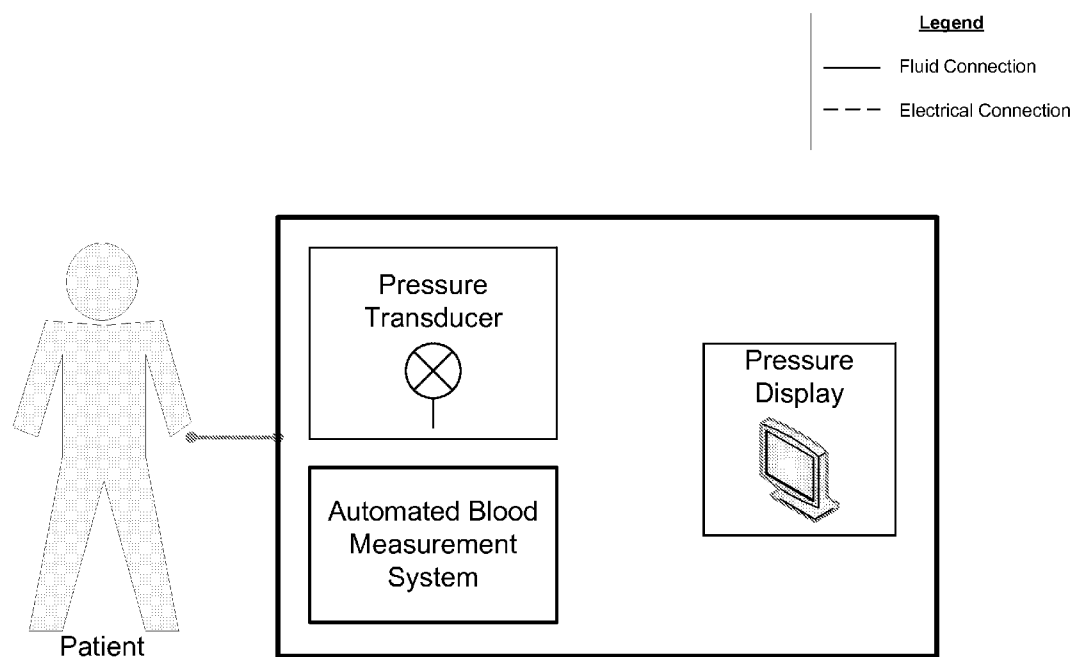 Legend
Fluid Connection
Electrical Connection
Pressure
Transducer
Pressure
Display
Automated Blood
Measurement
System
Patient